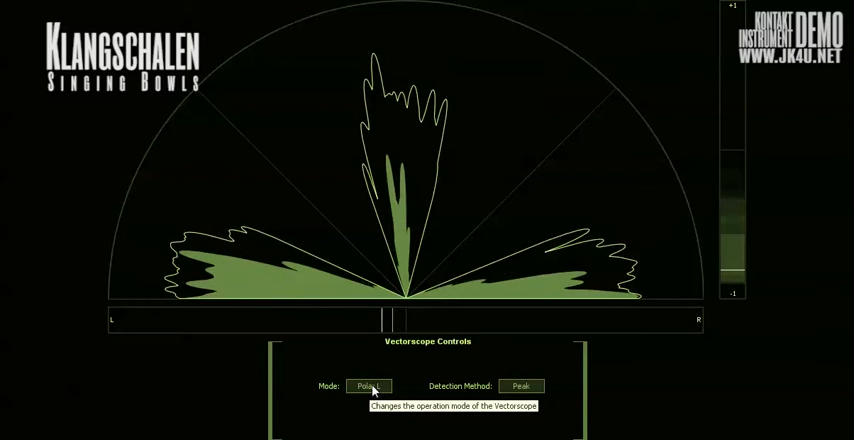 KLANGSCHALEN
SINGING BOWLS
KONTAKT
INSTRUMENT DEMO
WWW.JK4U.NET
+1
-1
L
R
Vectorscope Controls
Mode: Polar L Detection Method: Peak
Changes the operation mode of the Vectorscope